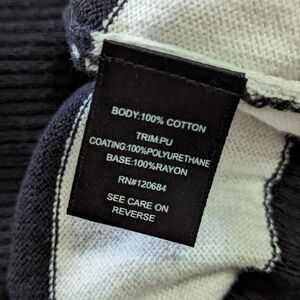 BODY:100% COTTON
TRIM:PU
COATING:100%POLYURETHANE
BASE:100%RAYON
RN#120684
SEE CARE ON
REVERSE